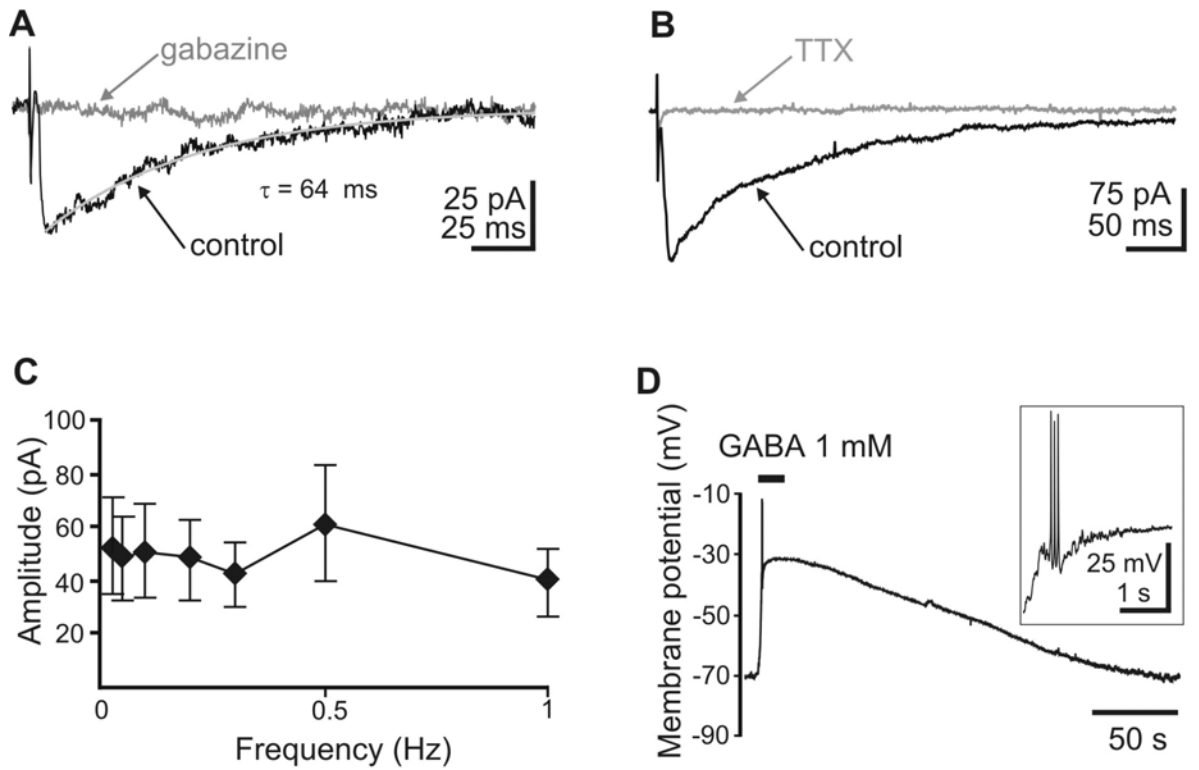 A
gabazine
τ = 64 ms
control
25 pA
25 ms
B
TTX
control
75 pA
50 ms
C
Amplitude (pA)
100
80
60
40
20
0
0.5
1
Frequency (Hz)
D
Membrane potential (mV)
GABA 1 mM
-10
-30
-50
-70
-90
25 mV
1 s
50 s